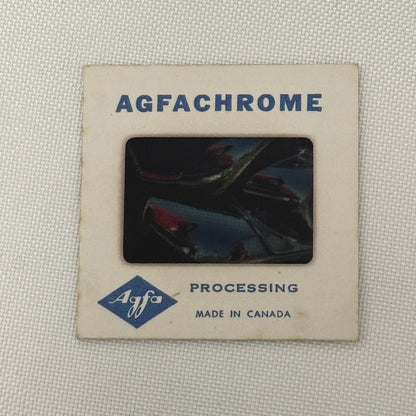 AGFACHROME
Agfa
PROCESSING
MADE IN CANADA